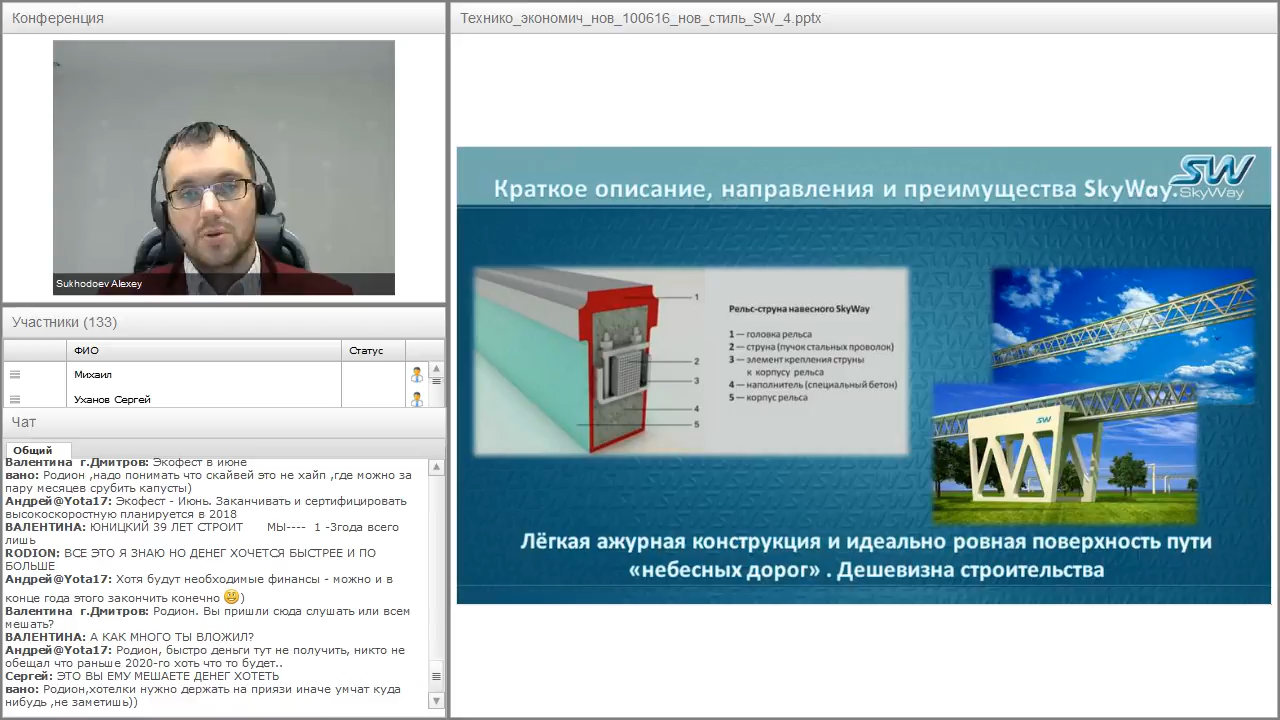 Конференция
Sukhodoev Alexey
Участники (133)
ФИО
Статус
Михаил
Уханов Сергей
Чат
Общий
Валентина г.Дмитров: Экофест в июне
вано: Родион ,надо понимать что скайвей это не хайп ,где можно за
пару месяцев срубить капусты)
Андрей@Yota17: Экофест - Июнь. Заканчивать и сертифицировать
высокоскоростную планируется в 2018
ВАЛЕНТИНА: ЮНИЦКИЙ 39 ЛЕТ СТРОИТ МЫ---- 1 -3года всего
лишь
RODION: ВСЕ ЭТО Я ЗНАЮ НО ДЕНЕГ ХОЧЕТСЯ БЫСТРЕЕ И ПО
БОЛЬШЕ
Андрей@Yota17: Хотя будут необходимые финансы - можно и в
конце года этого закончить конечно )
Валентина г.Дмитров: Родион. Вы пришли сюда слушать или всем
мешать?
ВАЛЕНТИНА: А КАК МНОГО ТЫ ВЛОЖИЛ?
Андрей@Yota17: Родион, быстро деньги тут не получить, никто не
обещал что раньше 2020-го хоть что то будет..
Сергей: ЭТО ВЫ ЕМУ МЕШАЕТЕ ДЕНЕГ ХОТЕТЬ
вано: Родион,хотелки нужно держать на приязи иначе умчат куда
нибудь ,не заметишь))
Технико_экономич_нов_100616_нов_стиль_SW_4.pptx
SW
SkyWay
Краткое описание, направления и преимущества SkyWay.
1
2
3
4
5
Рельс-струна навесного SkyWay
1 — головка рельса
2 — струна (пучок стальных проволок)
3 — элемент крепления струны
к корпусу рельса
4 — наполнитель (специальный бетон)
5 — корпус рельса
SW
Лёгкая ажурная конструкция и идеально ровная поверхность пути
«небесных дорог» . Дешевизна строительства